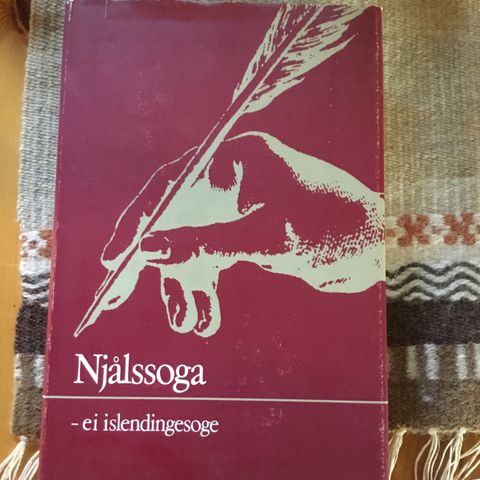 Njålssoga
– ei islendingesoge